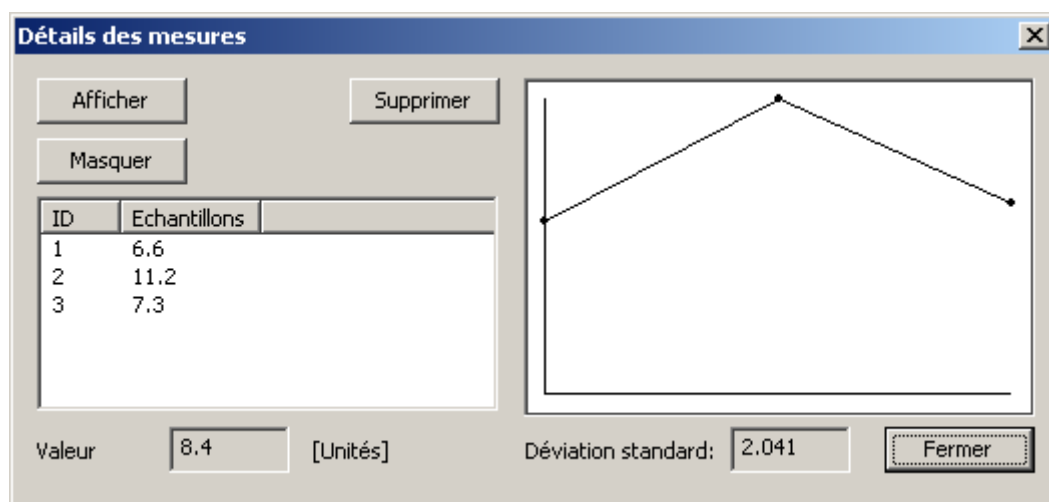 Détails des mesures
Afficher
Supprimer
Masquer
ID Echantillons
1 6.6
2 11.2
3 7.3
Valeur 8.4 [Unités] Déviation standard: 2.041 Fermer